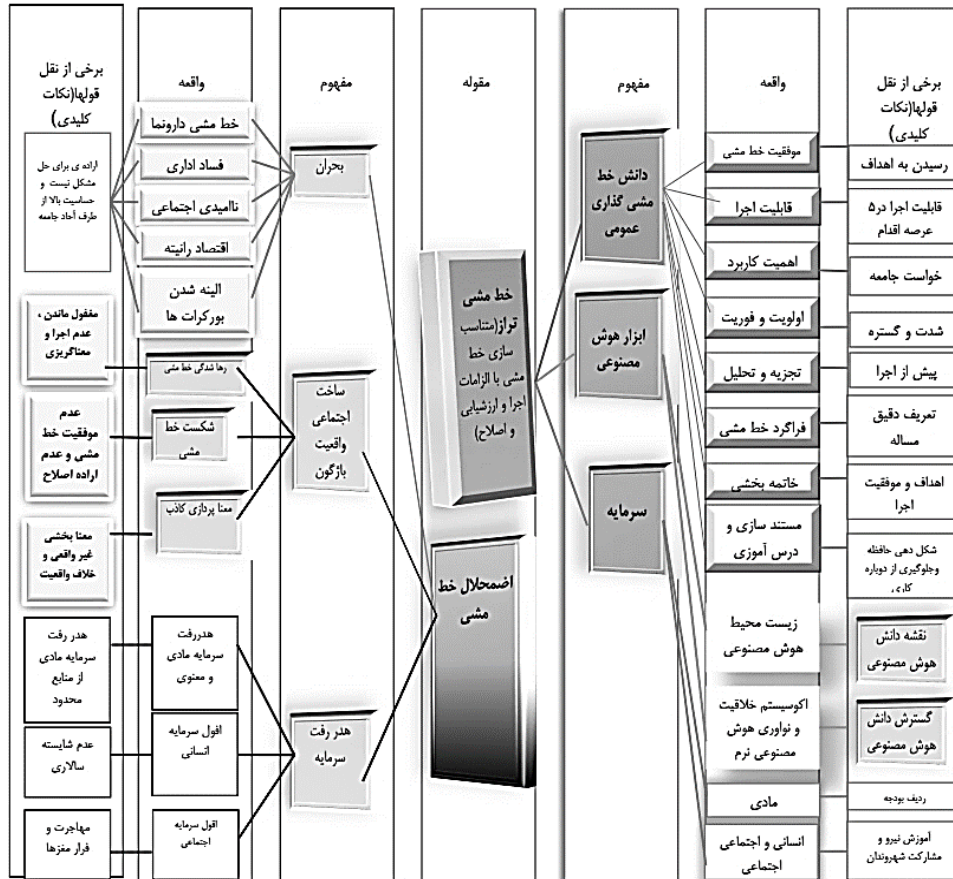 برخی از نقل
قولها(نکات
کلیدی)
رسیدن به اهداف
قابلیت اجرا در۵
عرصه اقدام
خواست جامعه
شدت و گستره
پیش از اجرا
تعریف دقیق
مساله
اهداف و موفقیت
اجرا
شکل دهی حافظه
وجلوگیری از دوباره
کاری
نقشه دانش
هوش مصنوعی
گسترش دانش
هوش مصنوعی
ردیف بودجه
آموزش نیرو و
مشارکت شهروندان
واقعه
موفقیت خط مشی
قابلیت اجرا
اهمیت کاربرد
اولویت و فوریت
تجزیه و تحلیل
فراگرد خط مشی
خاتمه بخشی
مستند سازی و
درس آموزی
زیست محیط
هوش مصنوعی
اکوسیستم خلاقیت
و نواوری هوش
مصنوعی نرم
مادی
انسانی و اجتماعی
اجتماعی
مفهوم
دانش خط
مشی گذاری
عمومی
ابزار هوش
مصنوعی
سرمایه
مقوله
خط مشی
تراز(متناسب
سازی خط
مشی با الزامات
اجرا و ارزشیابی
و اصلاح)
اضمحلال خط
مشی
مفهوم
بحران
ساخت
اجتماعی
واقعیت
بازگون
هدر رفت
سرمایه
واقعه
خط مشی دارونما
فساد اداری
ناامیدی اجتماعی
اقتصاد رانیته
الینه شدن
بورکرات ها
رها شدگی خط مشی
شکست خط
مشی
معنا پردازی کاذب
هدررفت
سرمایه مادی
و معنوی
افول سرمایه
انسانی
افول سرمایه
اجتماعی
برخی از نقل
قولها(نکات
کلیدی)
اراده ی برای حل
مشکل نیست و
حساسیت بالا از
طرف آحاد جامعه
مغفول ماندن ،
عدم اجرا و
معناگریزی
عدم
موفقیت خط
مشی و عدم
اراده اصلاح
معنا بخشی
غیر واقعی و
خلاف واقعیت
هدر رفت
سرمایه مادی
از منابع
محدود
عدم شایسته
سالاری
مهاجرت و
فرار مغزها